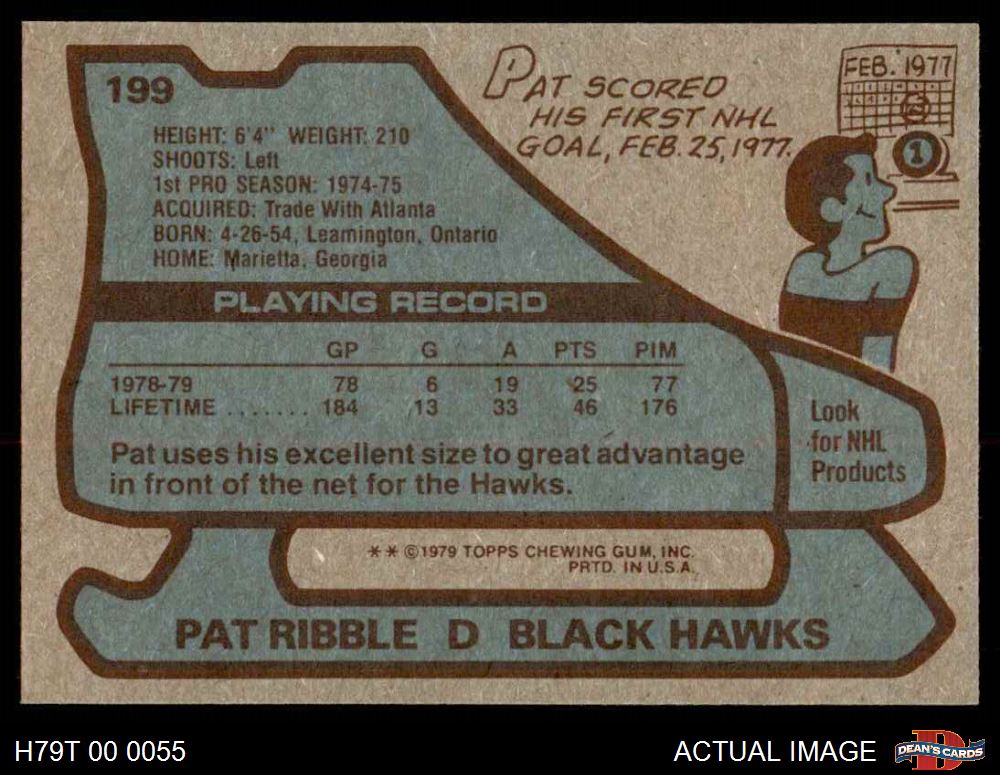 199
PAT SCORED
HIS FIRST NHL
GOAL, FEB. 25, 1977.
FEB. 1977
1
HEIGHT: 6'4" WEIGHT: 210
SHOOTS: Left
1st PRO SEASON: 1974-75
ACQUIRED: Trade With Atlanta
BORN: 4-26-54, Leamington, Ontario
HOME: Marietta, Georgia
PLAYING RECORD
GP G A PTS PIM
1978-79 78 6 19 25 77
LIFETIME ....... 184 13 33 46 176
Pat uses his excellent size to great advantage
in front of the net for the Hawks.
Look
for NHL
Products
** ©1979 TOPPS CHEWING GUM, INC.
PRTD. IN U.S.A.
PAT RIBBLE D BLACK HAWKS
H79T 00 0055
ACTUAL IMAGE
DEAN'S CARDS